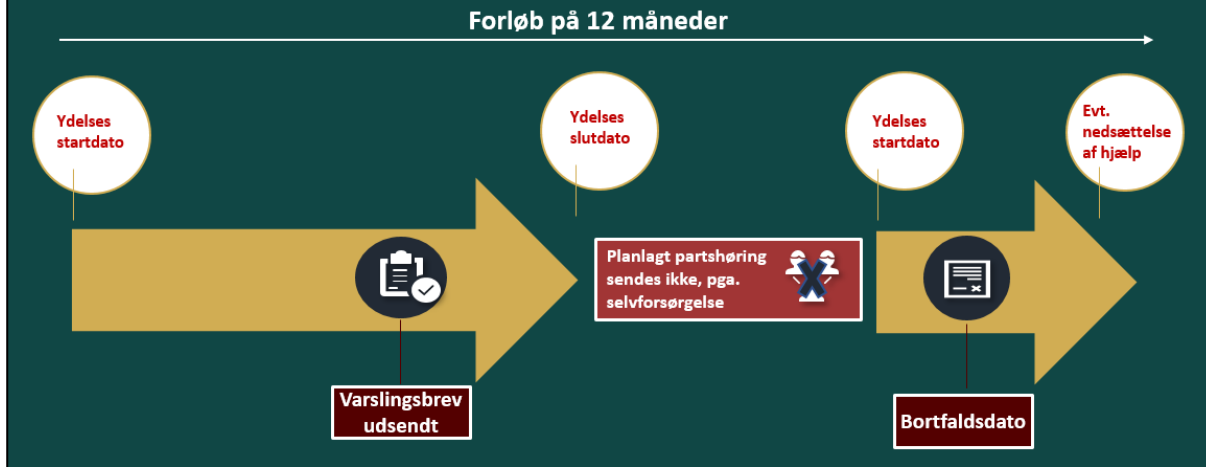 Forløb på 12 måneder
Ydelses
startdato
Ydelses
slutdato
Ydelses
startdato
Evt.
nedsættelse
af hjælp
Planlagt partshøring
sendes ikke, pga.
selvforsørgelse
Varslingsbrev
udsendt
Bortfaldsdato